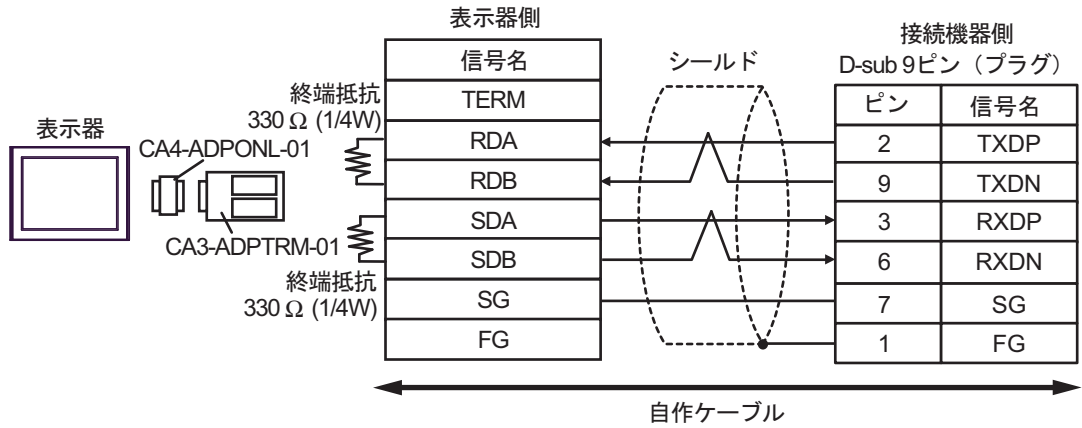 表示器側
接続機器側
D-sub 9ピン（プラグ）
シールド
信号名
ピン 信号名
終端抵抗
330 Ω (1/4W)
TERM
表示器
CA4-ADPONL-01
RDA
2 TXDP
RDB
9 TXDN
SDA
3 RXDP
CA3-ADPTRM-01
SDB
6 RXDN
終端抵抗
330 Ω (1/4W)
SG
7 SG
FG
1 FG
自作ケーブル